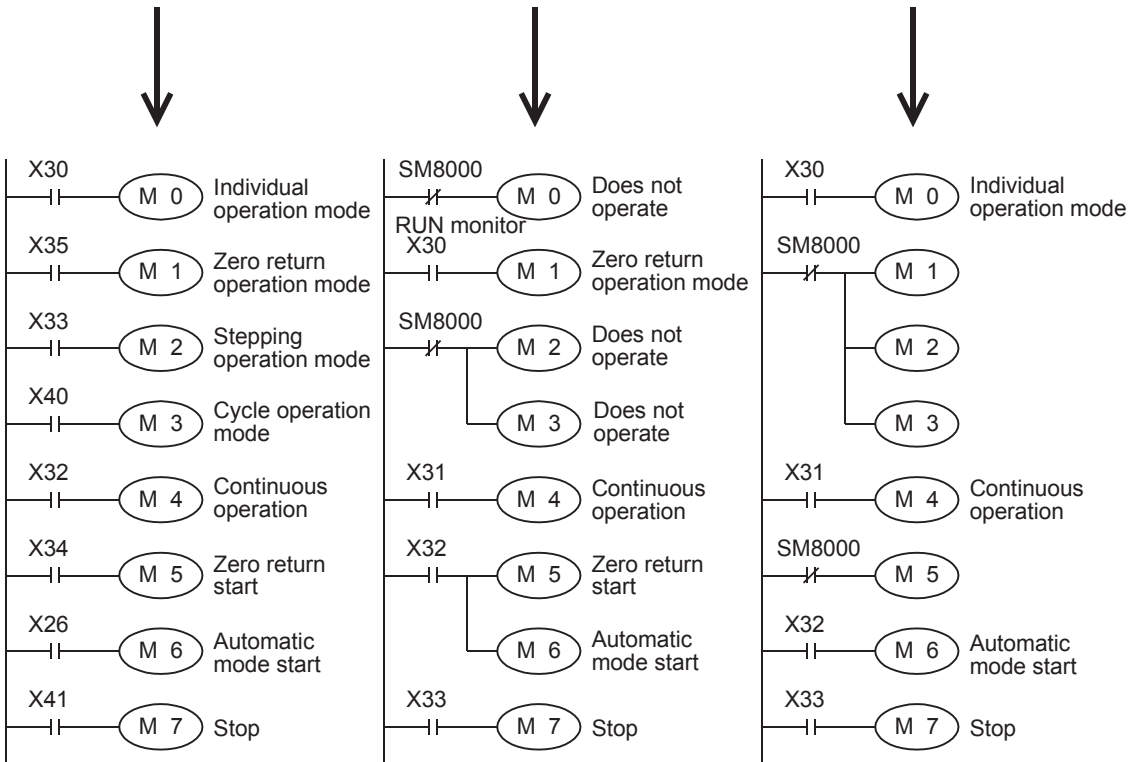 X30
M 0
Individual
operation mode
X35
M 1
Zero return
operation mode
X33
M 2
Stepping
operation mode
X40
M 3
Cycle operation
mode
X32
M 4
Continuous
operation
X34
M 5
Zero return
start
X26
M 6
Automatic
mode start
X41
M 7
Stop
SM8000
M 0
Does not
operate
RUN monitor
X30
M 1
Zero return
operation mode
SM8000
M 2
Does not
operate
M 3
Does not
operate
X31
M 4
Continuous
operation
X32
M 5
Zero return
start
M 6
Automatic
mode start
X33
M 7
Stop
X30
M 0
Individual
operation mode
SM8000
M 1
M 2
M 3
X31
M 4
Continuous
operation
SM8000
M 5
X32
M 6
Automatic
mode start
X33
M 7
Stop